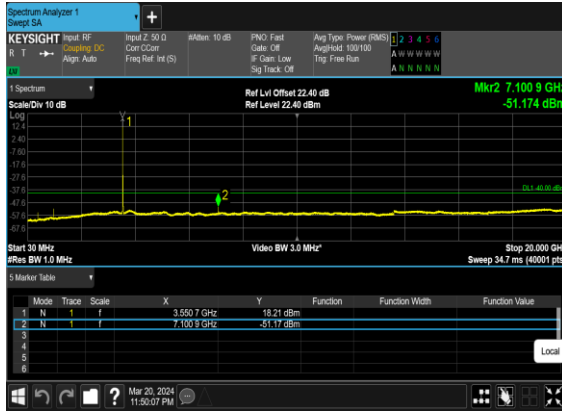 Spectrum Analyzer 1
Swept SA
+
KEYSIGHT Input: RF Input Z: 50 Ω #Atten: 10 dB PNO: Fast Avg Type: Power (RMS) 1 2 3 4 5 6
R T Coupling: DC Corr CCorr Gate: Off Avg|Hold: 100/100 A W W W W W
Align: Auto Freq Ref: Int (S) IF Gain: Low Trig: Free Run
Sig Track: Off A N N N N N
LU
1 Spectrum Ref Lvl Offset 22.40 dB Mkr2 7.100 9 GHz
Scale/Div 10 dB Ref Level 22.40 dBm -51.174 dBm
Log
1
12.4
2.40
-7.60
-17.6
-27.6
-37.6 2 DL1 -40.00 dBm
-47.6
-57.6
-67.6
Start 30 MHz Video BW 3.0 MHz* Stop 20.000 GHz
#Res BW 1.0 MHz Sweep 34.7 ms (40001 pts)
5 Marker Table
Mode Trace Scale X Y Function Function Width Function Value
1 N 1 f 3.550 7 GHz 18.21 dBm
2 N 1 f 7.100 9 GHz -51.17 dBm
3
4
5
6
Local
? Mar 20, 2024
11:50:07 PM